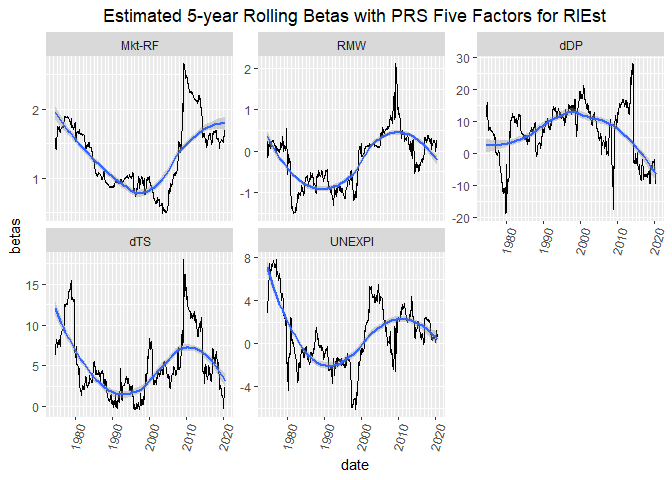 Estimated 5-year Rolling Betas with PRS Five Factors for RlEst
Mkt-RF RMW dDP
2
1
2
1
0
-1
30
20
10
0
-10
-20
1980 1990 2000 2010 2020
betas
dTS UNEXPI
15
10
5
0
8
4
0
-4
1980 1990 2000 2010 2020
1980 1990 2000 2010 2020
date